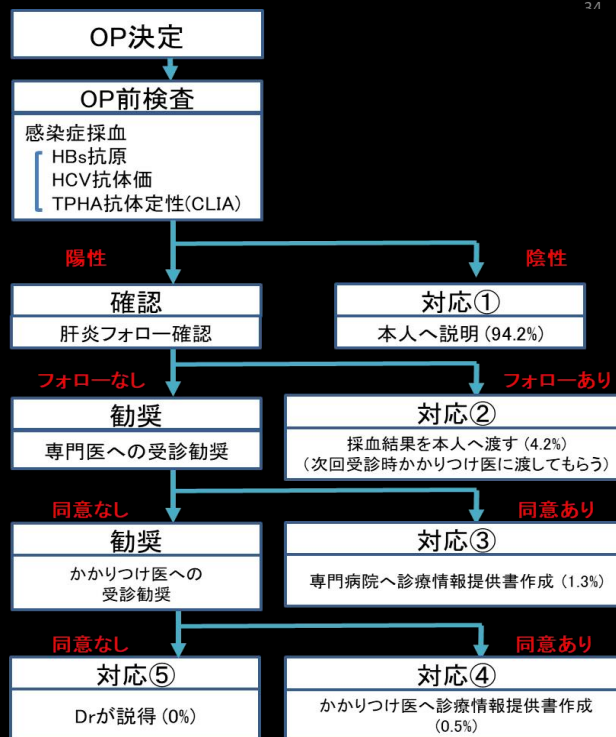 34
OP決定
OP前検査
感染症採血
HBs抗原
HCV抗体価
TPHA抗体定性(CLIA)
陽性
陰性
確認
肝炎フォロー確認
対応①
本人へ説明 (94.2%)
フォローなし
フォローあり
勧奨
専門医への受診勧奨
対応②
採血結果を本人へ渡す (4.2%)
(次回受診時かかりつけ医に渡してもらう)
同意なし
同意あり
勧奨
かかりつけ医への
受診勧奨
対応③
専門病院へ診療情報提供書作成 (1.3%)
同意なし
同意あり
対応⑤
Drが説得 (0%)
対応④
かかりつけ医へ診療情報提供書作成
(0.5%)